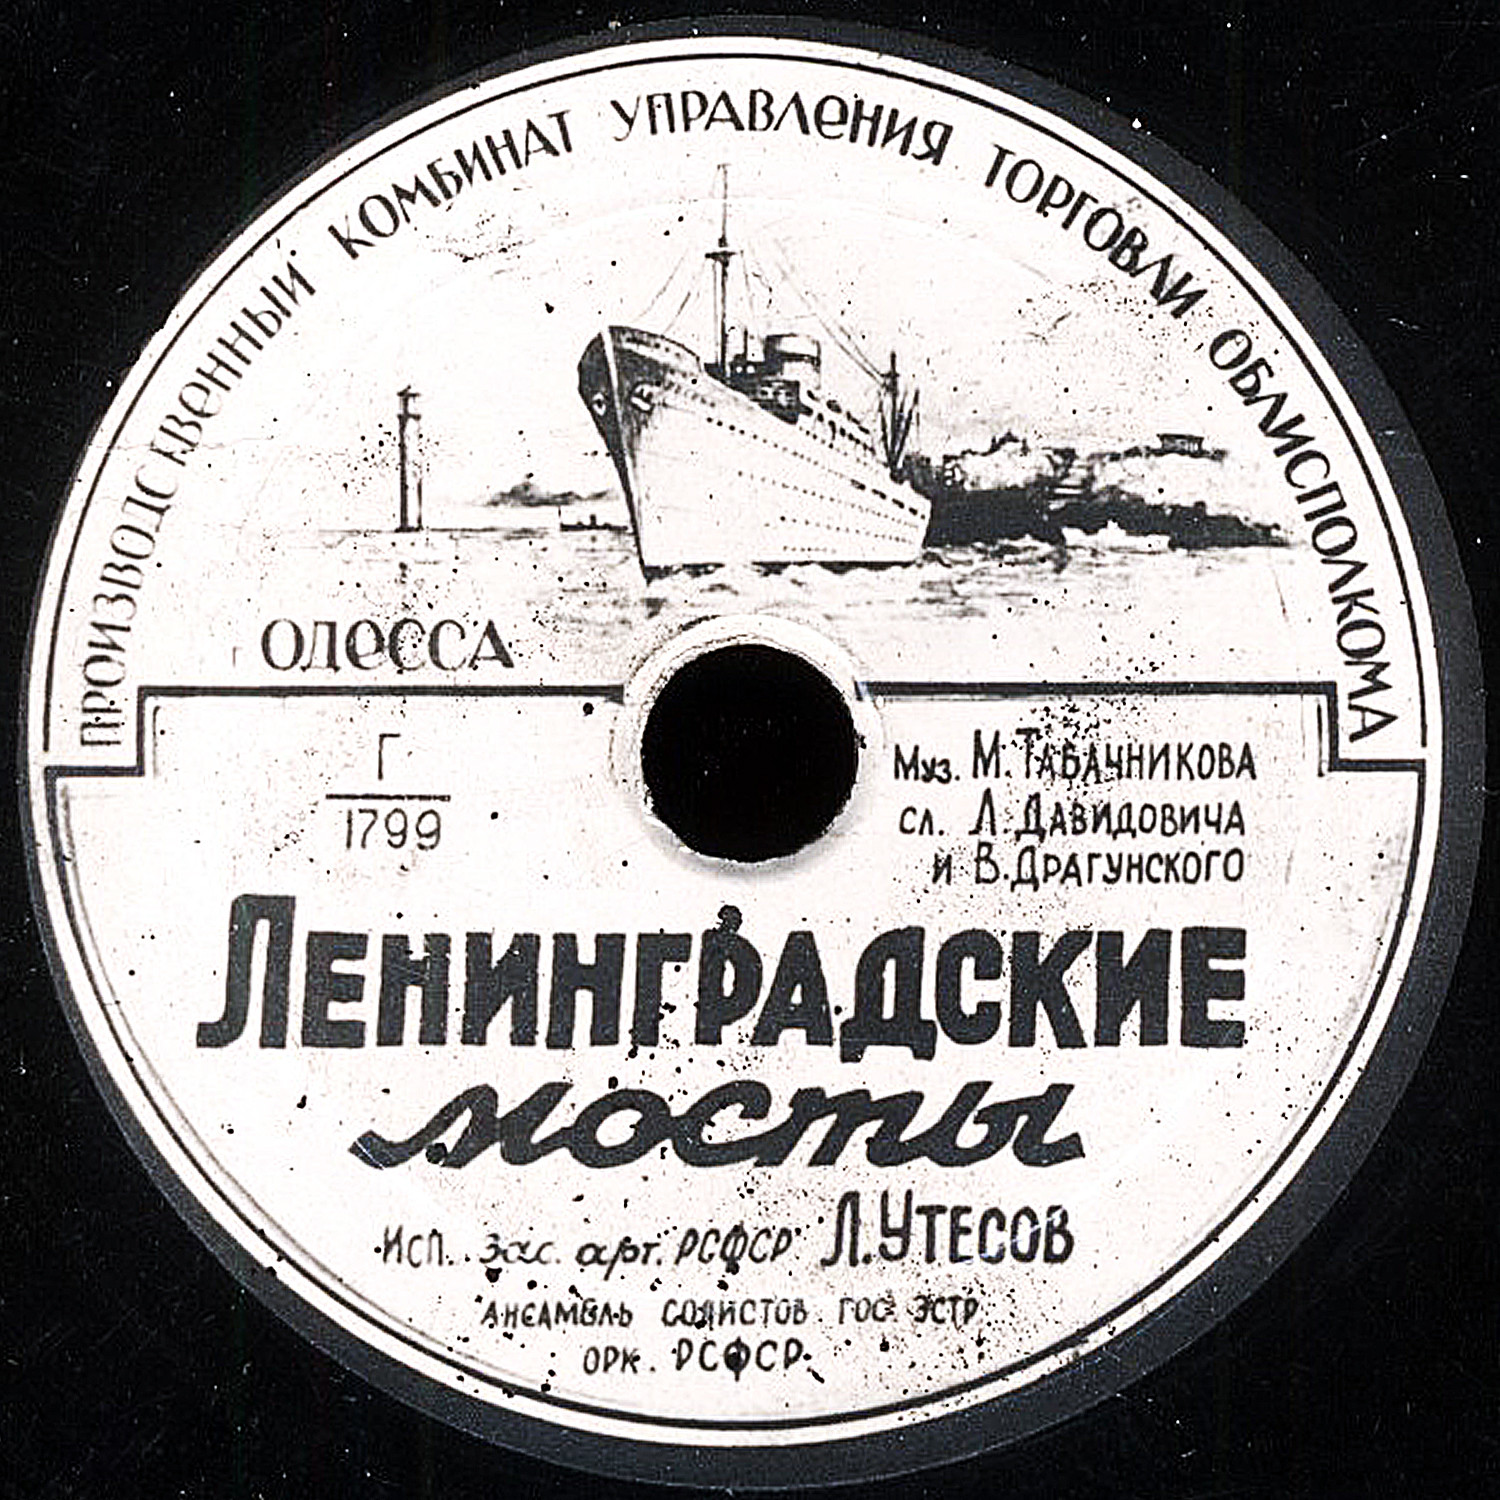 ПРОИЗВОДСТВЕННЫЙ КОМБИНАТ УПРАВЛЕНИЯ ТОРГОВЛИ ОБЛИСПОЛКОМА
ОДЕССА
Г
1799
Муз. М. ТАБАЧНИКОВА
сл. Л. ДАВИДОВИЧА
и В. ДРАГУНСКОГО
ЛЕНИНГРАДСКИЕ
мосты
Исп. зас. арт. РСФСР Л. УТЕСОВ
АНСАМБЛЬ СОЛИСТОВ ГОС. ЭСТР.
ОРК. РСФСР.